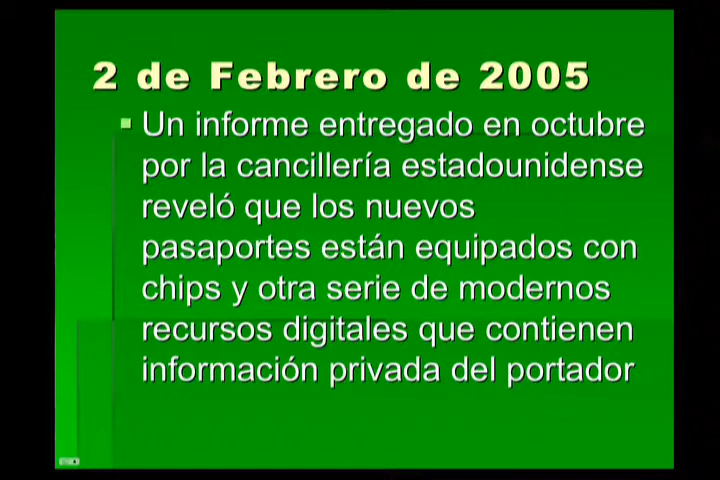 2 de Febrero de 2005
Un informe entregado en octubre
por la cancillería estadounidense
reveló que los nuevos
pasaportes están equipados con
chips y otra serie de modernos
recursos digitales que contienen
información privada del portador